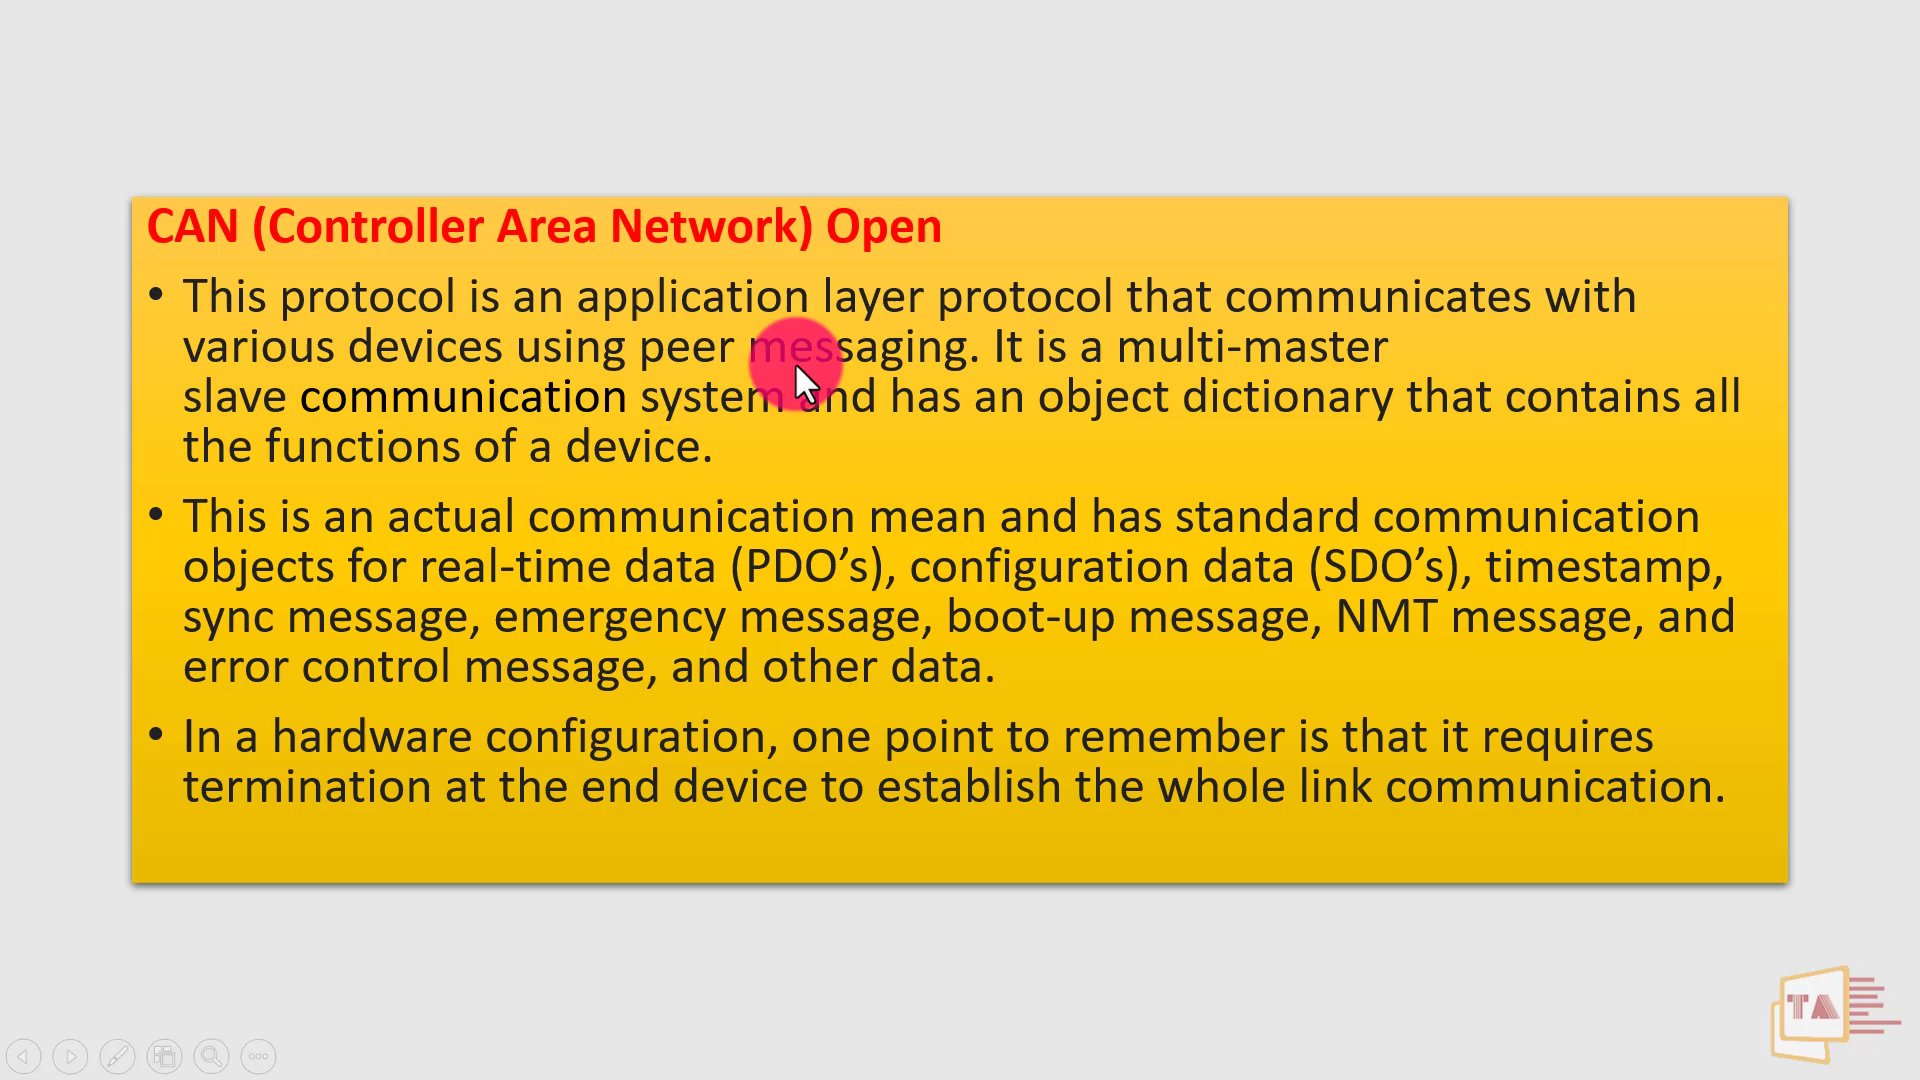 CAN (Controller Area Network) Open
• This protocol is an application layer protocol that communicates with
various devices using peer messaging. It is a multi-master
slave communication system and has an object dictionary that contains all
the functions of a device.
• This is an actual communication mean and has standard communication
objects for real-time data (PDO’s), configuration data (SDO’s), timestamp,
sync message, emergency message, boot-up message, NMT message, and
error control message, and other data.
• In a hardware configuration, one point to remember is that it requires
termination at the end device to establish the whole link communication.
TA